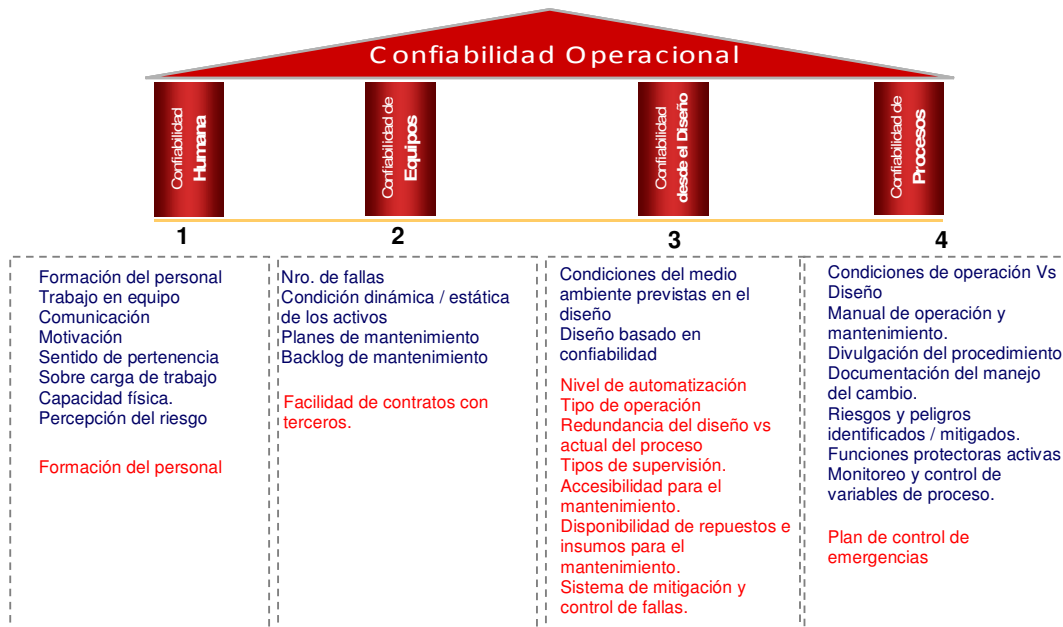 Confiabilidad Operacional
Confiabilidad
Humana
Confiabilidad de
Equipos
Confiabilidad
desde el Diseño
Confiabilidad de
Procesos
1
2
3
4
Formación del personal
Trabajo en equipo
Comunicación
Motivación
Sentido de pertenencia
Sobre carga de trabajo
Capacidad física.
Percepción del riesgo
Formación del personal
Nro. de fallas
Condición dinámica / estática
de los activos
Planes de mantenimiento
Backlog de mantenimiento
Facilidad de contratos con
terceros.
Condiciones del medio
ambiente previstas en el
diseño
Diseño basado en
confiabilidad
Nivel de automatización
Tipo de operación
Redundancia del diseño vs
actual del proceso
Tipos de supervisión.
Accesibilidad para el
mantenimiento.
Disponibilidad de repuestos e
insumos para el
mantenimiento.
Sistema de mitigación y
control de fallas.
Condiciones de operación Vs
Diseño
Manual de operación y
mantenimiento.
Divulgación del procedimiento
Documentación del manejo
del cambio.
Riesgos y peligros
identificados / mitigados.
Funciones protectoras activas
Monitoreo y control de
variables de proceso.
Plan de control de
emergencias